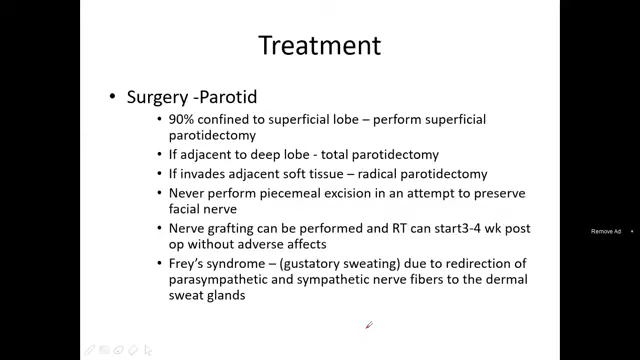 Treatment
• Surgery -Parotid
• 90% confined to superficial lobe – perform superficial
parotidectomy
• If adjacent to deep lobe - total parotidectomy
• If invades adjacent soft tissue – radical parotidectomy
• Never perform piecemeal excision in an attempt to preserve
facial nerve
• Nerve grafting can be performed and RT can start3-4 wk post
op without adverse affects
• Frey's syndrome – (gustatory sweating) due to redirection of
parasympathetic and sympathetic nerve fibers to the dermal
sweat glands
Remove Ad